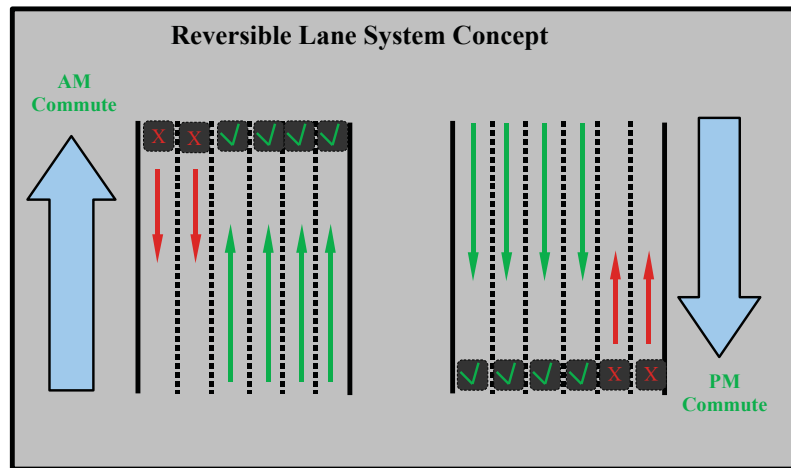 Reversible Lane System Concept
AM
Commute
X X √ √ √ √
√ √ √ √ X X
PM
Commute